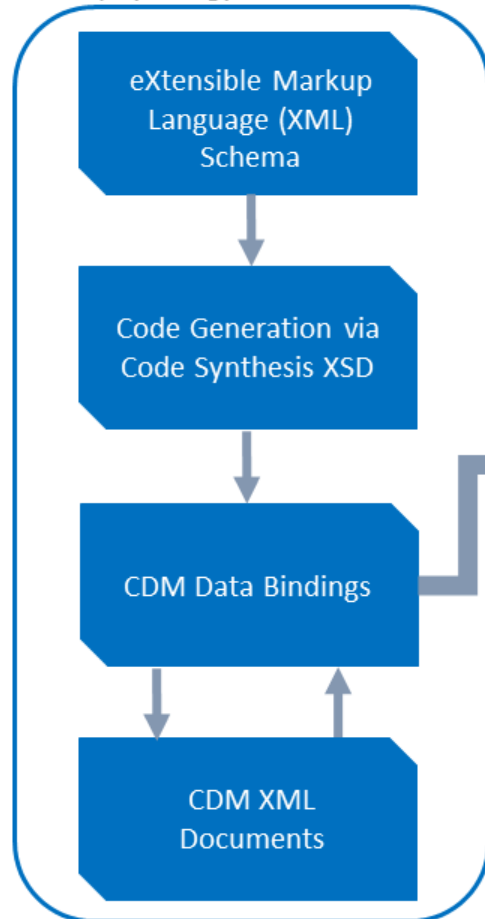 eXtensible Markup
Language (XML)
Schema
Code Generation via
Code Synthesis XSD
CDM Data Bindings
CDM XML
Documents